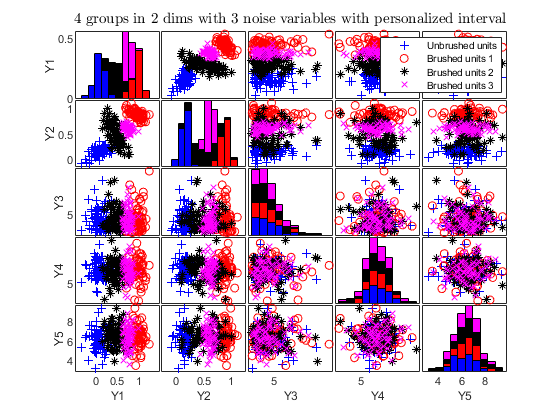 4 groups in 2 dims with 3 noise variables with personalized interval
Unbrushed units
Brushed units 1
Brushed units 2
Brushed units 3
Y1
0.5
0
Y2
0.5
0
Y3
5
Y4
5
Y5
8
6
4
0 0.5 1
0 0.5 1
5
5
4 6 8
Y1 Y2 Y3 Y4 Y5